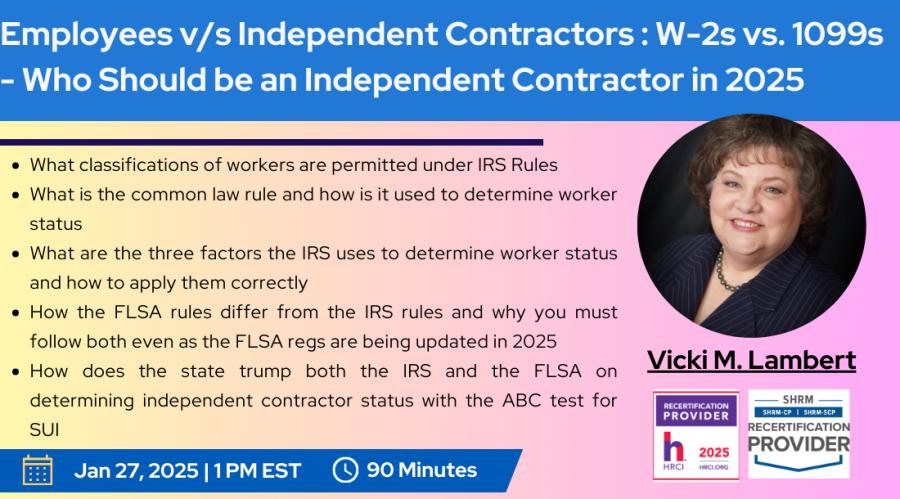 Employees v/s Independent Contractors : W-2s vs. 1099s
- Who Should be an Independent Contractor in 2025
• What classifications of workers are permitted under IRS Rules
• What is the common law rule and how is it used to determine worker
status
• What are the three factors the IRS uses to determine worker status
and how to apply them correctly
• How the FLSA rules differ from the IRS rules and why you must
follow both even as the FLSA regs are being updated in 2025
• How does the state trump both the IRS and the FLSA on
determining independent contractor status with the ABC test for
SUI
Vicki M. Lambert
RECERTIFICATION
PROVIDER
h
HRCI
2025
HRCI.ORG
SHRM
SHRM-CP | SHRM-SCP
RECERTIFICATION
PROVIDER
Jan 27, 2025 | 1 PM EST
90 Minutes